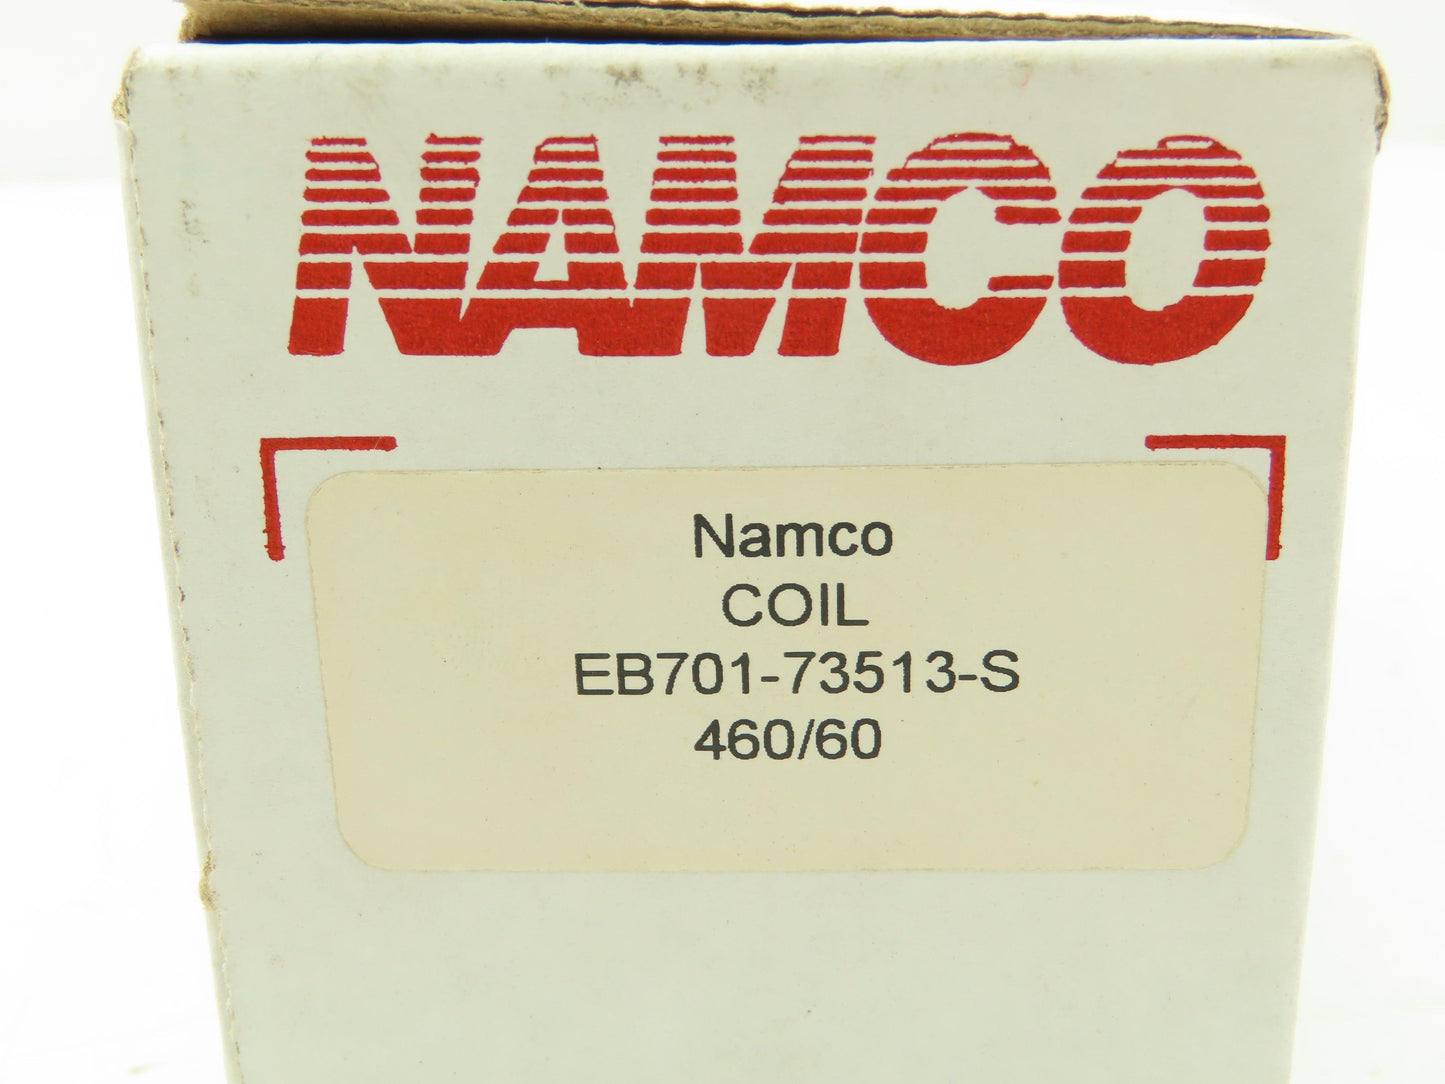 NAMCO
Namco
COIL
EB701-73513-S
460/60